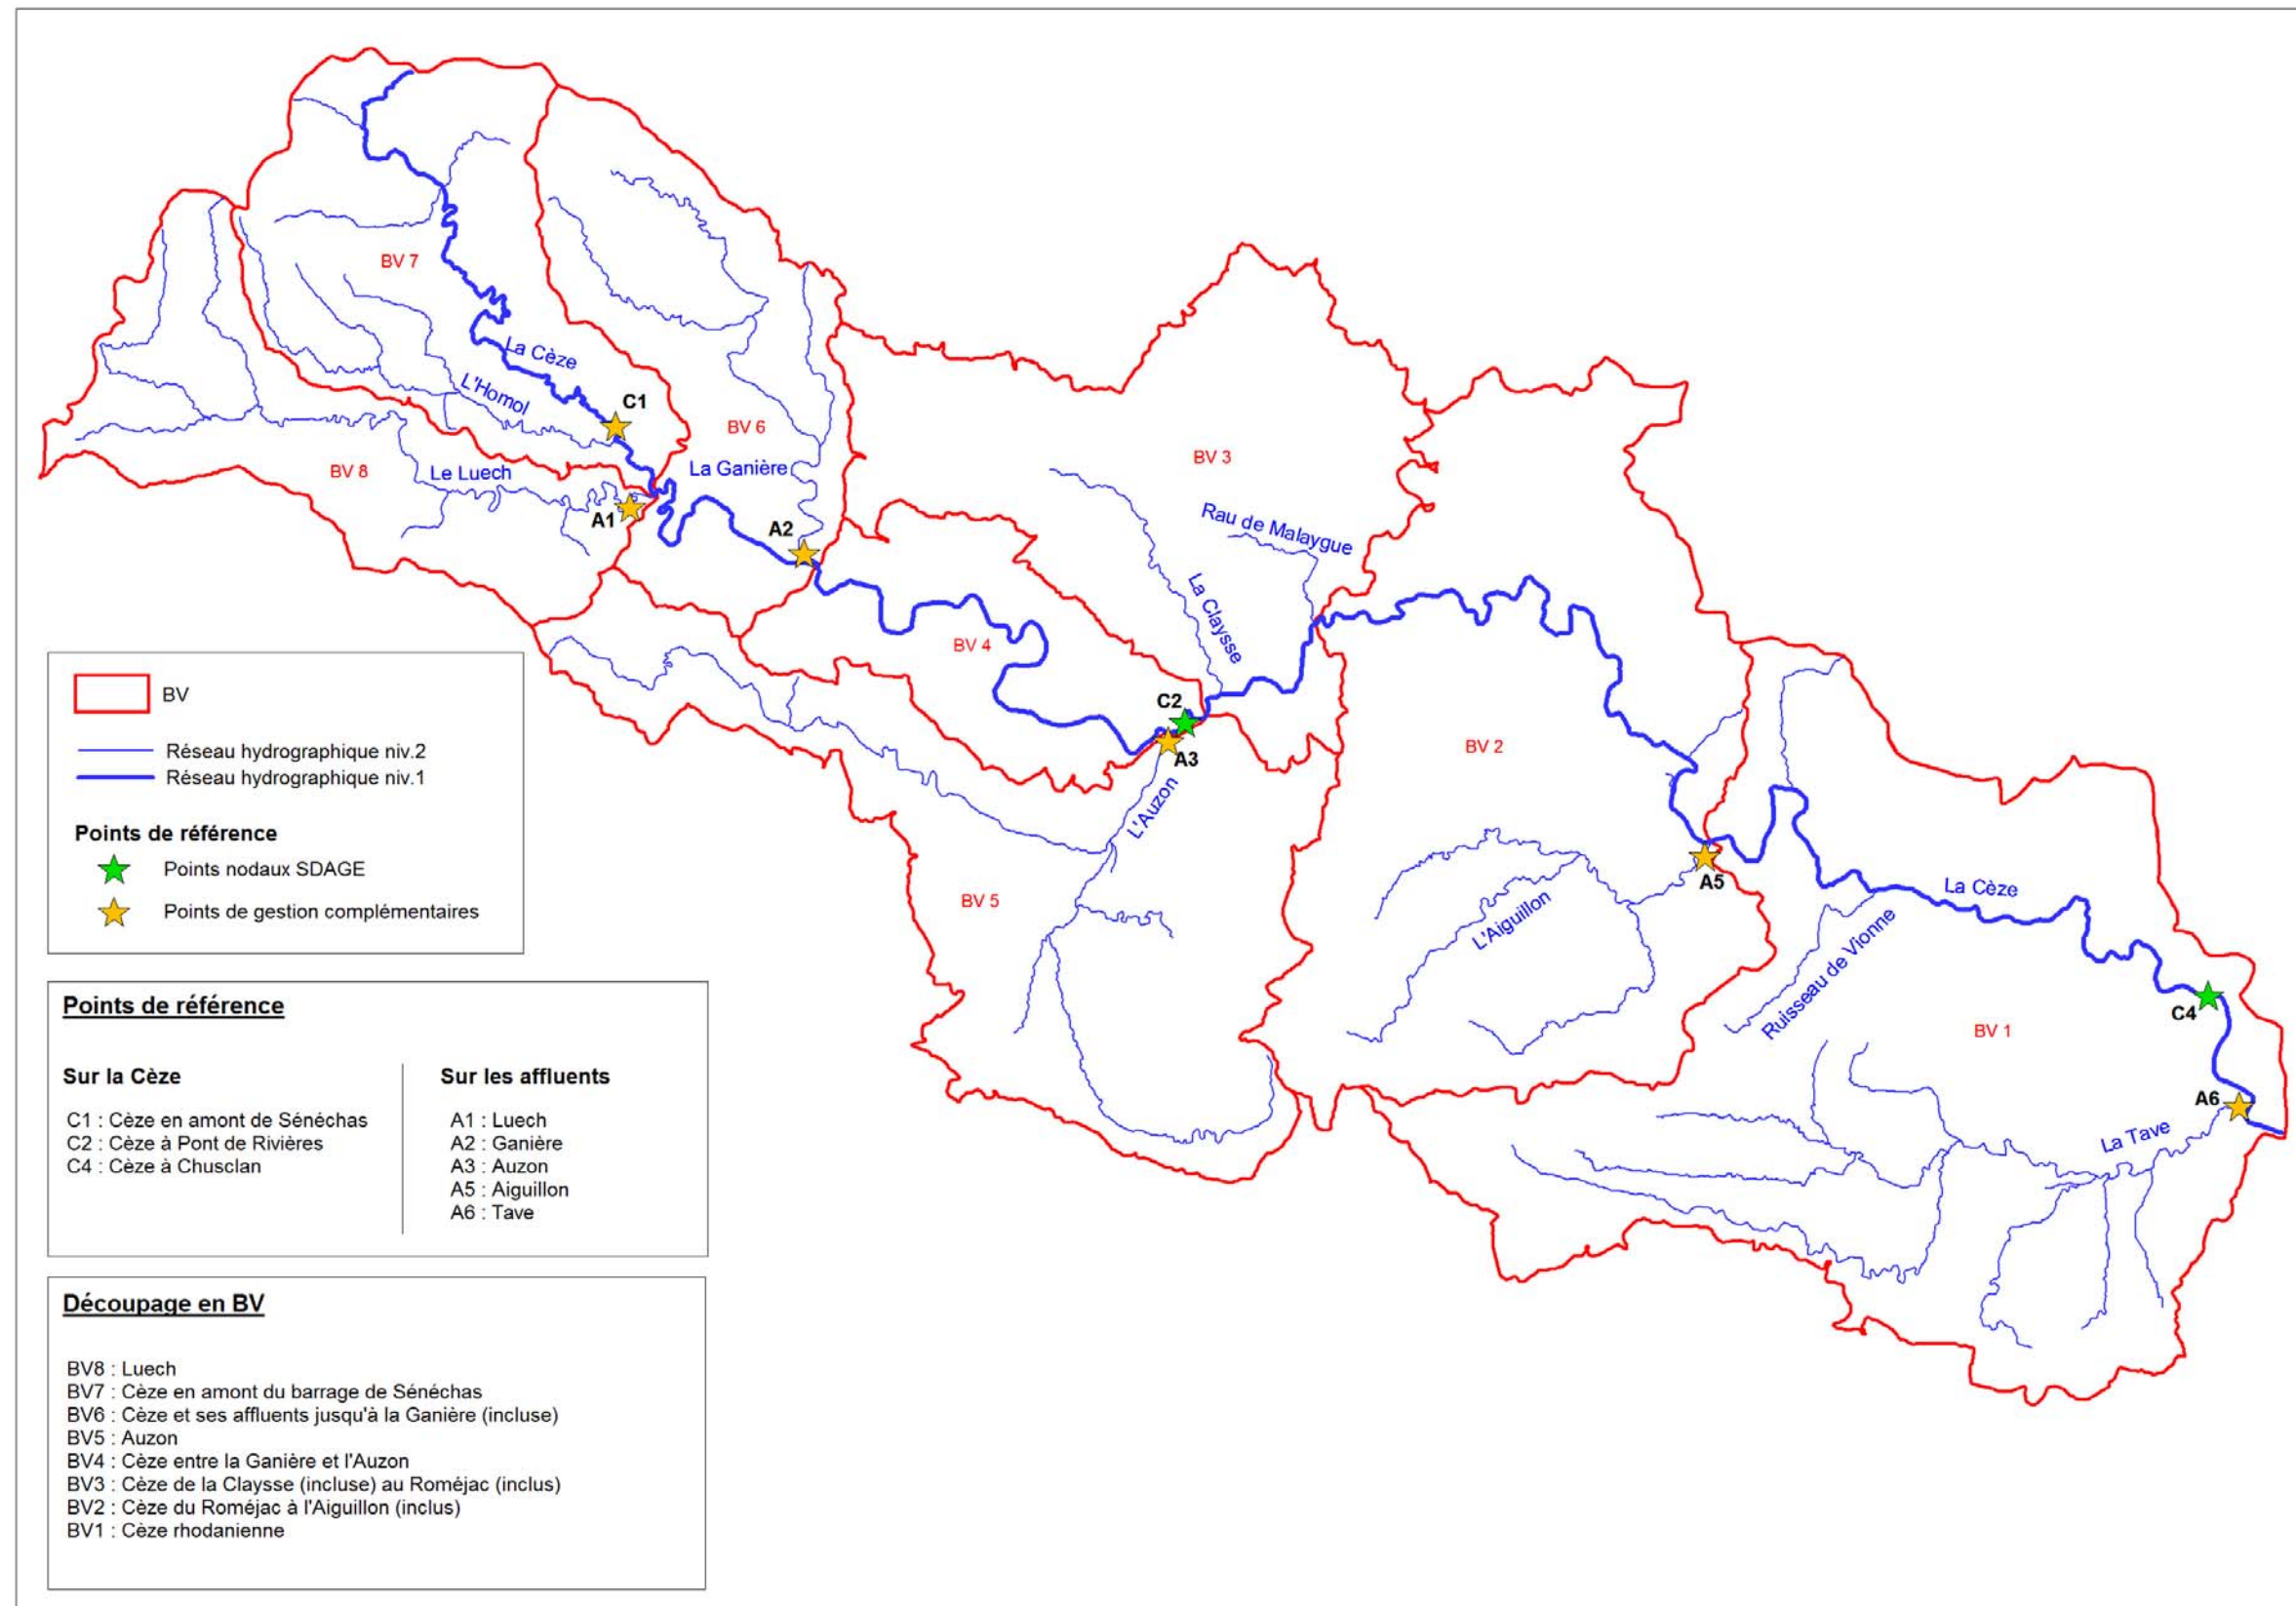 BV 7
La Cèze
L'Homol
C1
BV 6
BV 8
Le Luech
La Ganière
A1
A2
BV 3
Rau de Malaygue
La Claysse
BV 4
C2
A3
L'Auzon
BV 2
BV 5
L'Aiguillon
A5
La Cèze
Ruisseau de Vionne
C4
BV 1
A6
La Tave
BV
Réseau hydrographique niv.2
Réseau hydrographique niv.1
Points de référence
Points nodaux SDAGE
Points de gestion complémentaires
Points de référence
Sur la Cèze
C1 : Cèze en amont de Sénéchas
C2 : Cèze à Pont de Rivières
C4 : Cèze à Chusclan
Sur les affluents
A1 : Luech
A2 : Ganière
A3 : Auzon
A5 : Aiguillon
A6 : Tave
Découpage en BV
BV8 : Luech
BV7 : Cèze en amont du barrage de Sénéchas
BV6 : Cèze et ses affluents jusqu'à la Ganière (incluse)
BV5 : Auzon
BV4 : Cèze entre la Ganière et l'Auzon
BV3 : Cèze de la Claysse (incluse) au Roméjac (inclus)
BV2 : Cèze du Roméjac à l'Aiguillon (inclus)
BV1 : Cèze rhodanienne